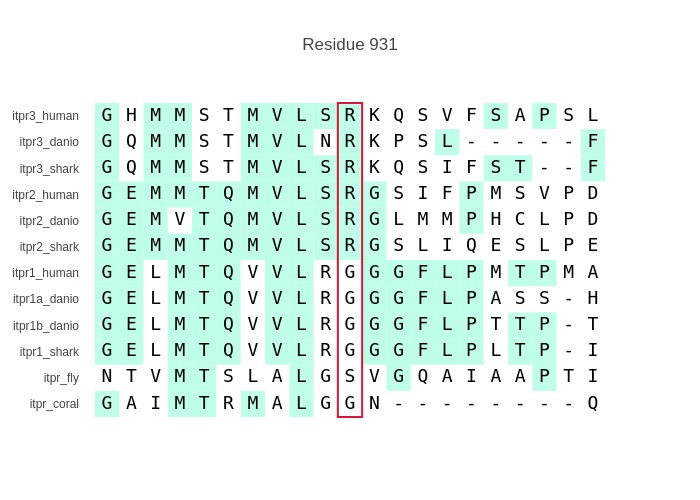 Residue 931
itpr3_human G H M M S T M V L S R K Q S V F S A P S L
itpr3_danio G Q M M S T M V L N R K P S L - - - - - F
itpr3_shark G Q M M S T M V L S R K Q S I F S T - - F
itpr2_human G E M M T Q M V L S R G S I F P M S V P D
itpr2_danio G E M V T Q M V L S R G L M M P H C L P D
itpr2_shark G E M M T Q M V L S R G S L I Q E S L P E
itpr1_human G E L M T Q V V L R G G G F L P M T P M A
itpr1a_danio G E L M T Q V V L R G G G F L P A S S - H
itpr1b_danio G E L M T Q V V L R G G G F L P T T P - T
itpr1_shark G E L M T Q V V L R G G G F L P L T P - I
itpr_fly N T V M T S L A L G S V G Q A I A A P T I
itpr_coral G A I M T R M A L G G N - - - - - - - - Q